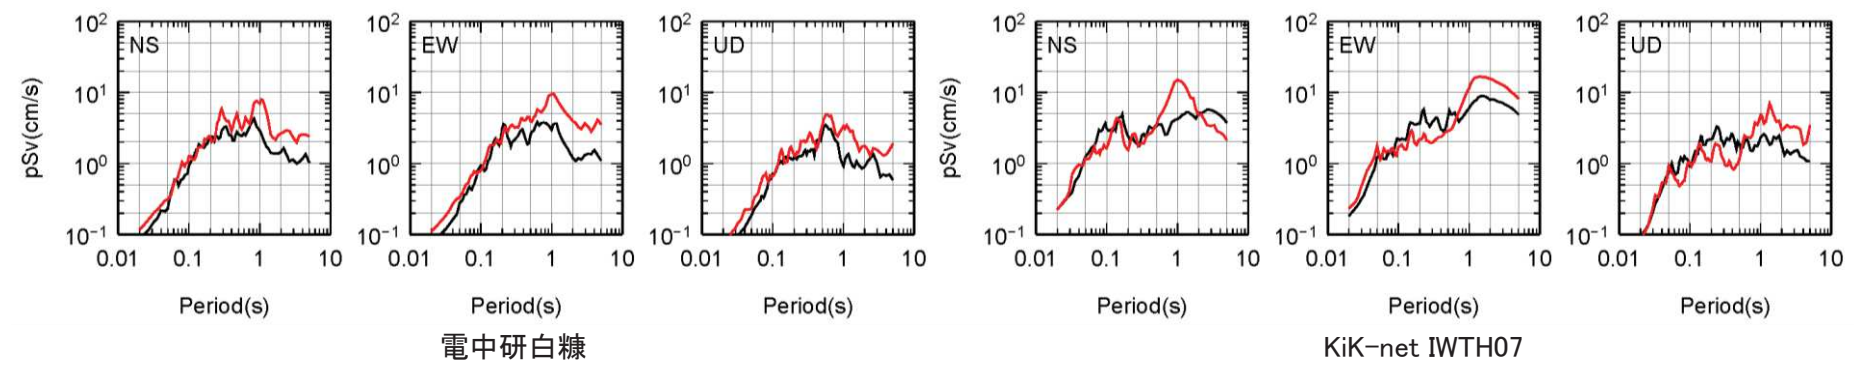 10² 10² 10² 10² 10² 10²
NS EW UD NS EW UD
10¹ 10¹ 10¹ 10¹ 10¹ 10¹
pSv(cm/s) pSv(cm/s)
10⁰ 10⁰ 10⁰ 10⁰ 10⁰ 10⁰
10⁻¹ 10⁻¹ 10⁻¹ 10⁻¹ 10⁻¹ 10⁻¹
0.01 0.1 1 10 0.01 0.1 1 10 0.01 0.1 1 10 0.01 0.1 1 10 0.01 0.1 1 10 0.01 0.1 1 10
Period(s) Period(s) Period(s) Period(s) Period(s) Period(s)
電中研白糠 KiK-net IWTH07